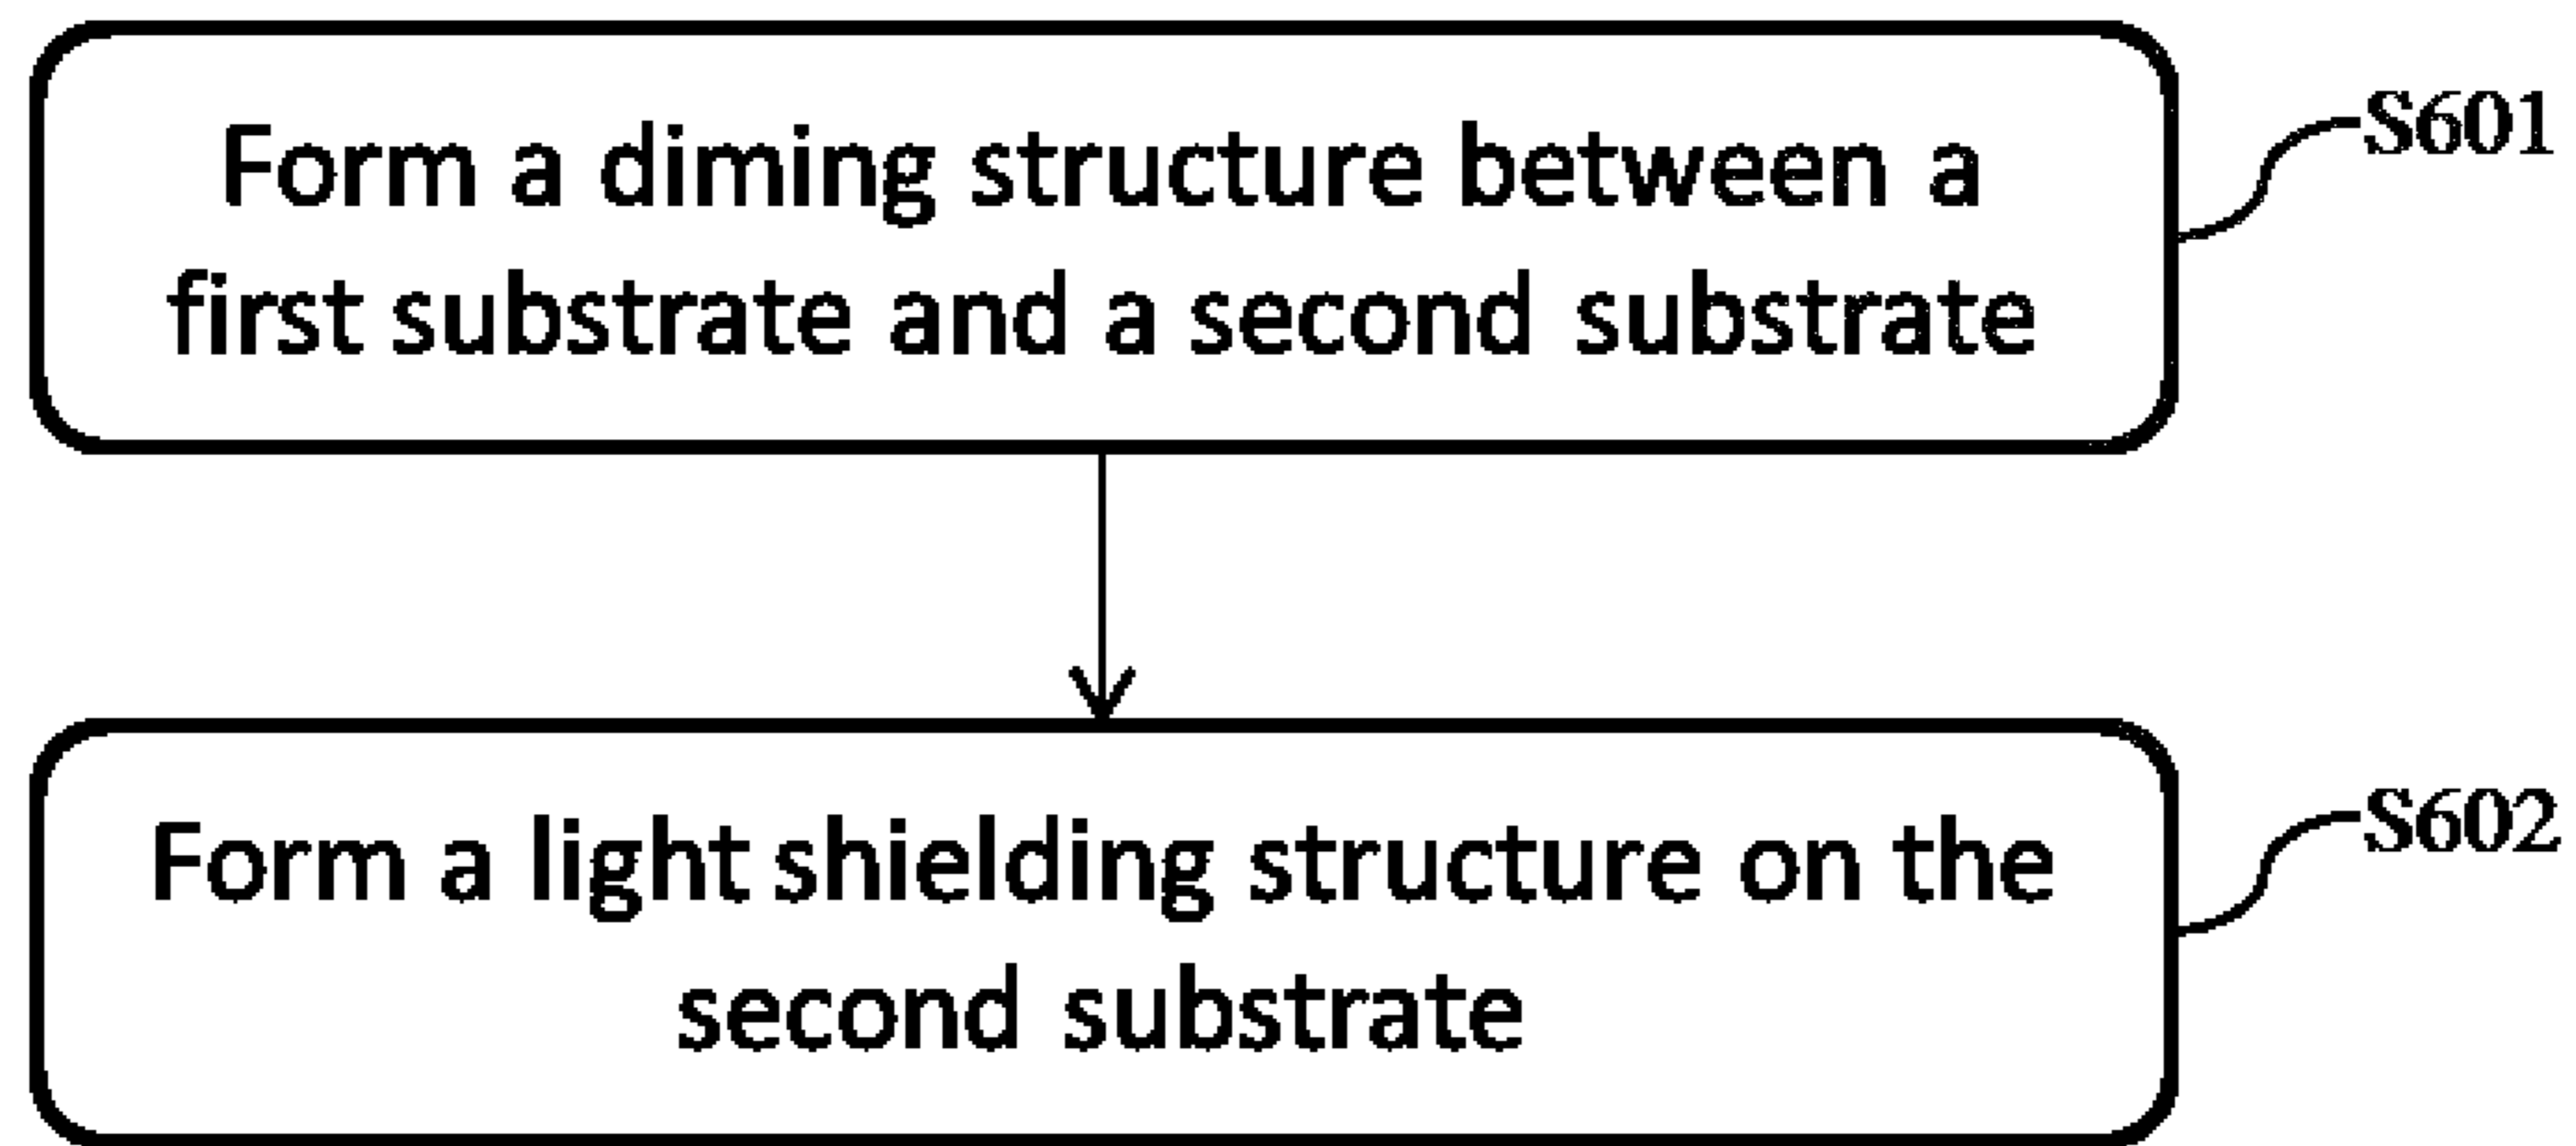 Form a diming structure between a
first substrate and a second substrate
S601
Form a light shielding structure on the
second substrate
S602